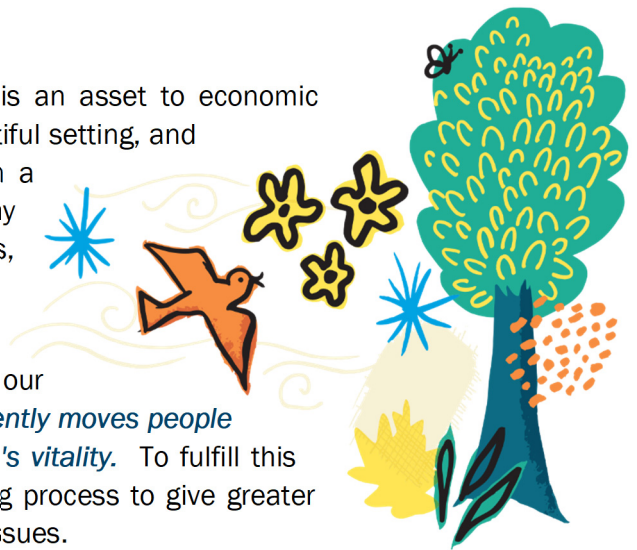 is an asset to economic
tiful setting, and
a
s,
our
ently moves people
's vitality. To fulfill this
g process to give greater
ssues.